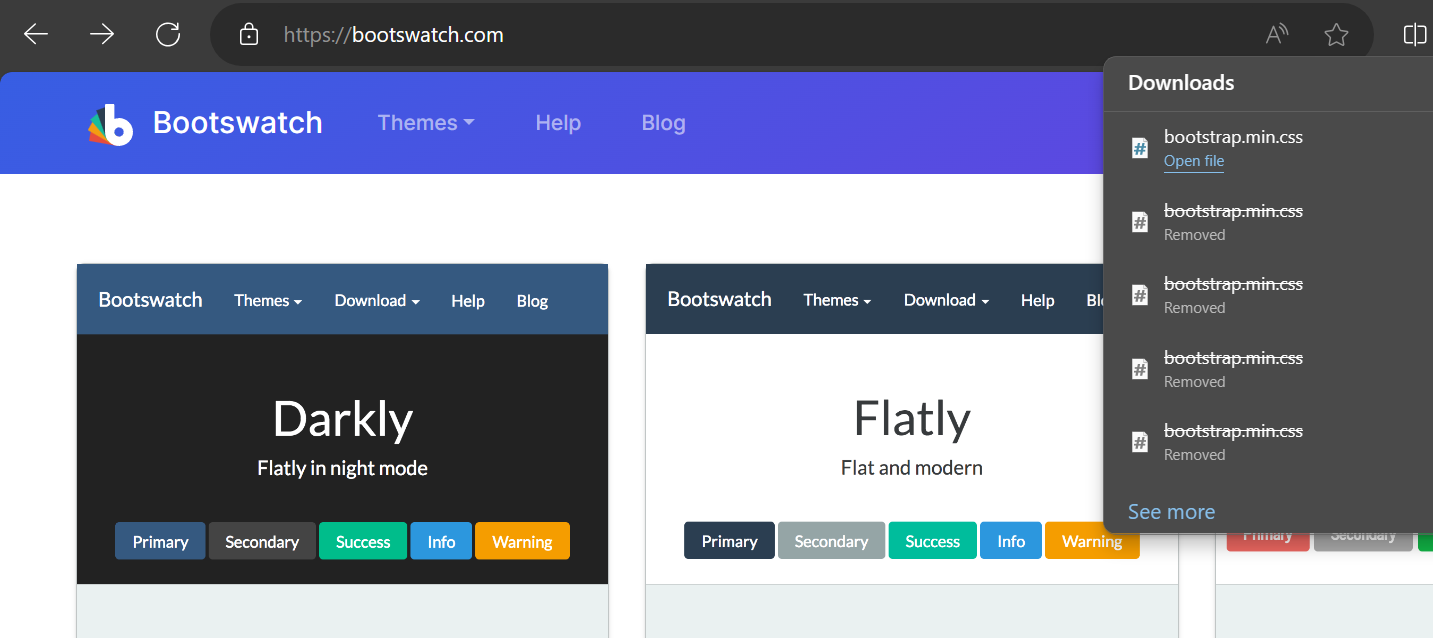 https://bootswatch.com
Bootswatch Themes Help Blog
Downloads
bootstrap.min.css
Open file
bootstrap.min.css
Removed
bootstrap.min.css
Removed
bootstrap.min.css
Removed
bootstrap.min.css
Removed
See more
Bootswatch Themes Download Help Blog
Darkly
Flatly in night mode
Primary Secondary Success Info Warning
Bootswatch Themes Download Help
Flatly
Flat and modern
Primary Secondary Success Info Warning
Primary Secondary